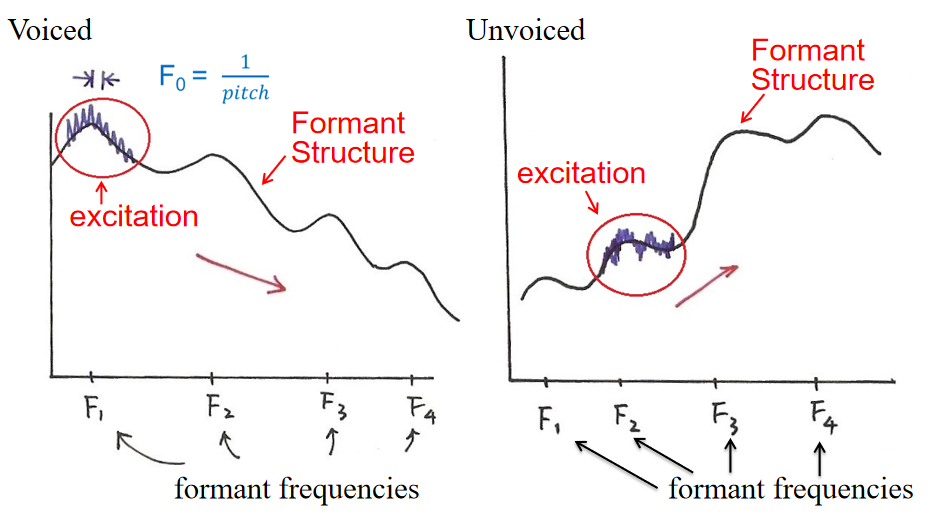 Voiced
F₀ = 1/pitch
Formant
Structure
excitation
F₁ F₂ F₃ F₄
formant frequencies
Unvoiced
Formant
Structure
excitation
F₁ F₂ F₃ F₄
formant frequencies